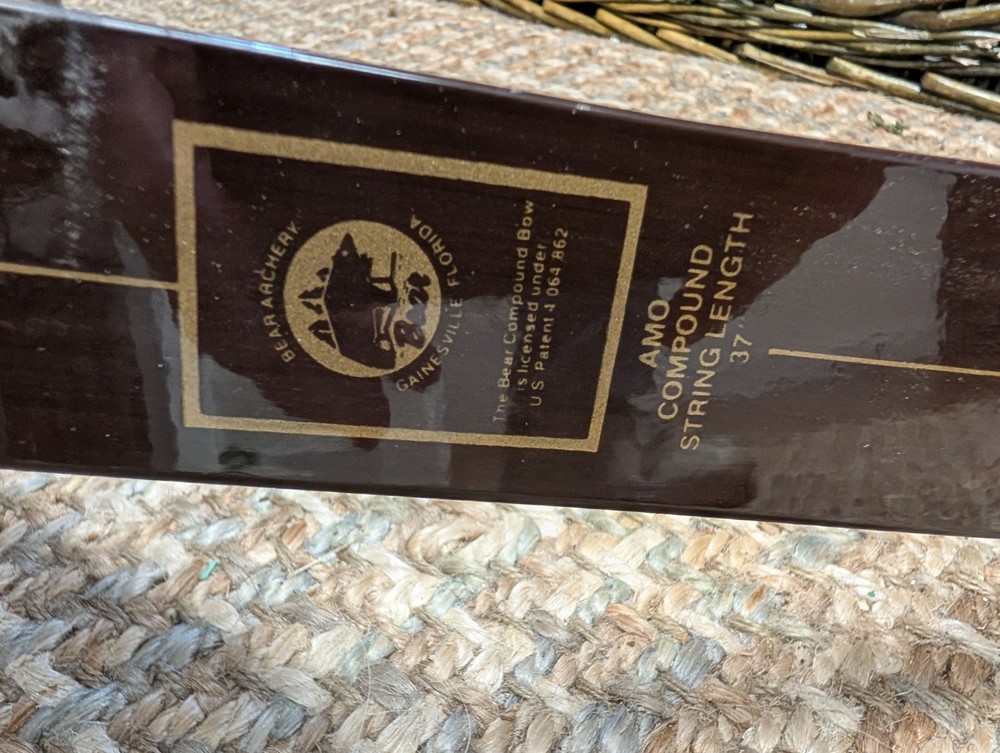 BEAR ARCHERY
Bear
GAINESVILLE FLORIDA
The Bear Compound Bow
is licensed under
U S Patent 4 064 862
AMO
COMPOUND
STRING LENGTH
37"